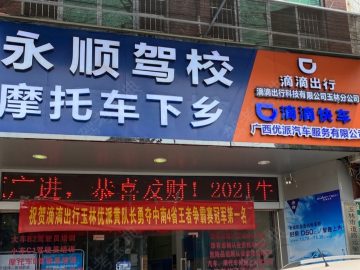 永顺驾校
摩托车下乡
滴滴出行
滴滴出行科技有限公司玉林分公司
滴滴快车
广西优派汽车服务有限公司
广进，恭喜发财！2021牛
祝贺滴滴出行玉林优派黄队长勇夺中南4省王者争霸赛冠军第一名